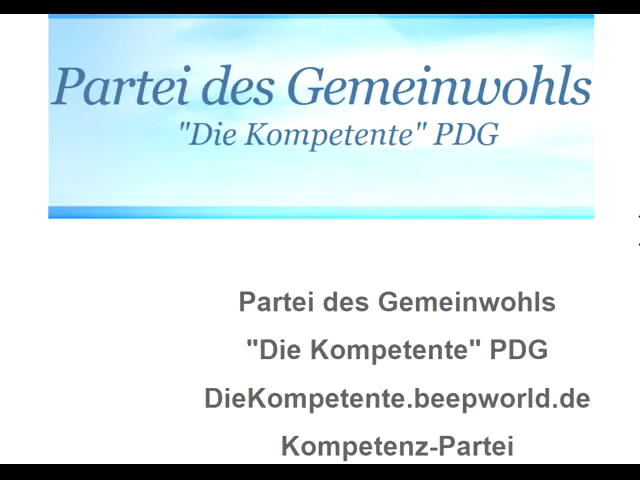 Partei des Gemeinwohls
"Die Kompetente" PDG
Partei des Gemeinwohls
"Die Kompetente" PDG
DieKompetente.beepworld.de
Kompetenz-Partei